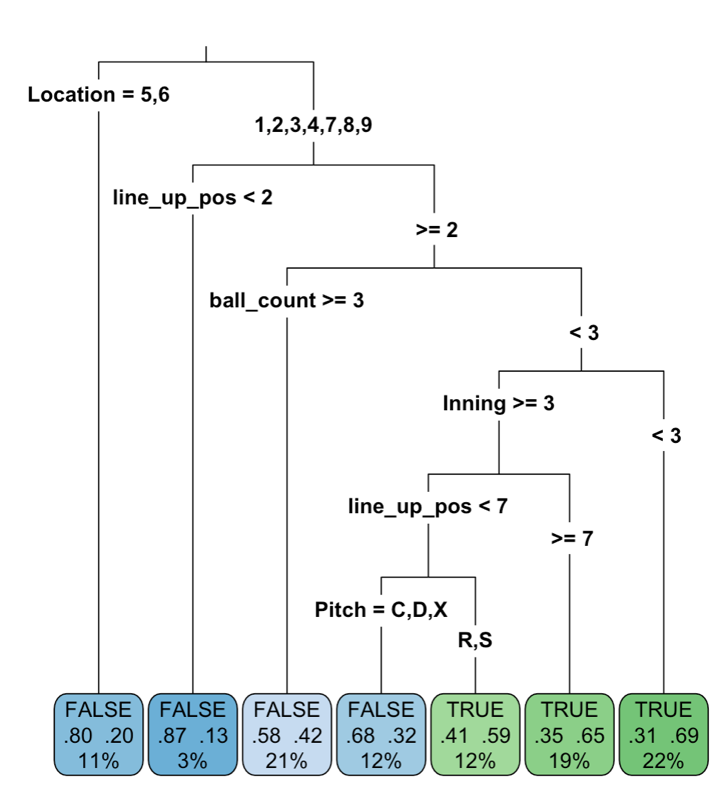 Location = 5,6
1,2,3,4,7,8,9
line_up_pos < 2
>= 2
ball_count >= 3
< 3
Inning >= 3
< 3
line_up_pos < 7
>= 7
Pitch = C,D,X
R,S
FALSE
.80 .20
11%
FALSE
.87 .13
3%
FALSE
.58 .42
21%
FALSE
.68 .32
12%
TRUE
.41 .59
12%
TRUE
.35 .65
19%
TRUE
.31 .69
22%